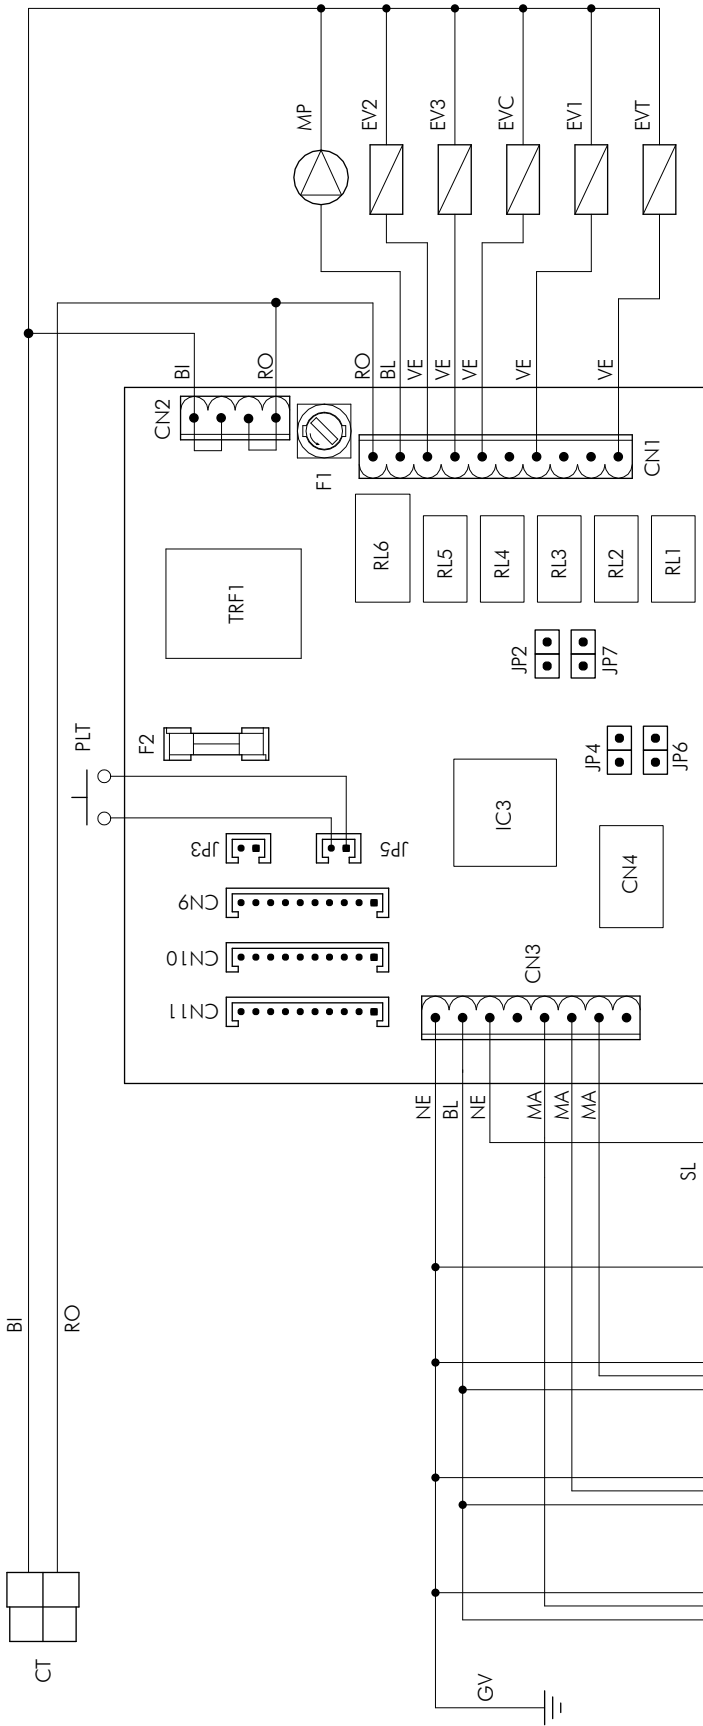 MP
EV2
EV3
EVC
EV1
EVT
BI
RO
RO
BL
VE
VE
VE
VE
VE
CN2
F1
CN1
TRF1
RL6
RL5
RL4
RL3
RL2
RL1
JP2
JP7
PLT
F2
JP4
JP6
JP3
JP5
IC3
CN4
CN9
CN10
CN11
CN3
NE
BL
NE
MA
MA
MA
SL
BI
RO
CT
GV